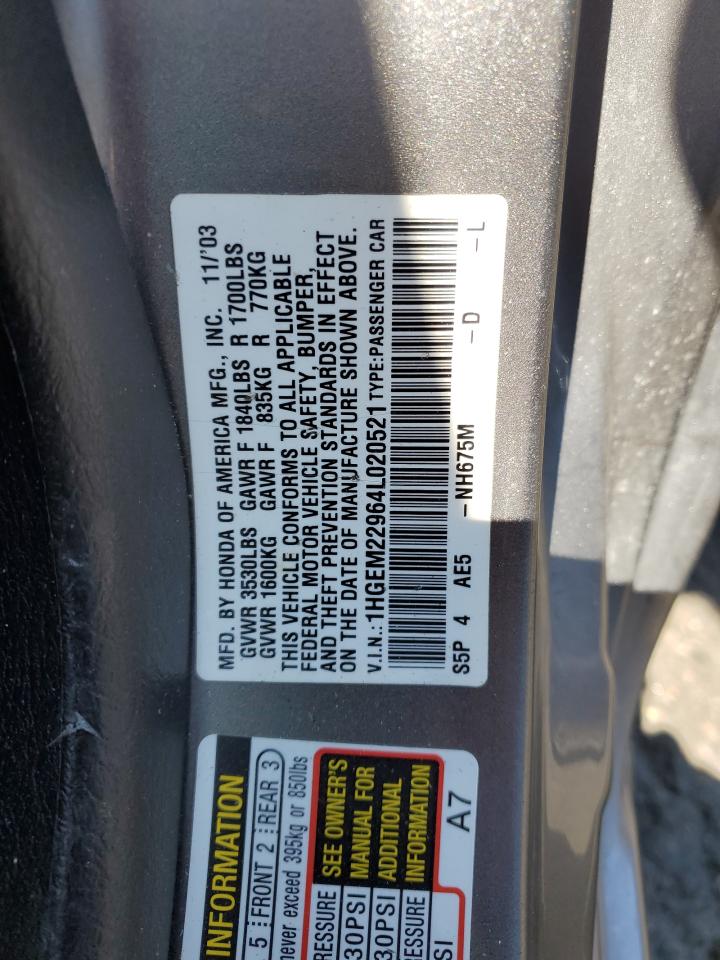 MFD. BY HONDA OF AMERICA MFG., INC. 11/'03
GVWR 3530LBS GAWR F 1840LBS R 1700LBS
GVWR 1600KG GAWR F 835KG R 770KG
THIS VEHICLE CONFORMS TO ALL APPLICABLE
FEDERAL MOTOR VEHICLE SAFETY, BUMPER,
AND THEFT PREVENTION STANDARDS IN EFFECT
ON THE DATE OF MANUFACTURE SHOWN ABOVE.
V.I.N.: 1HGEM22964L020521 TYPE:PASSENGER CAR
S5P 4 AE5 – NH675M – D – L
INFORMATION
5 FRONT 2 REAR 3
never exceed 395kg or 850lbs
SEE OWNER'S
MANUAL FOR
ADDITIONAL
INFORMATION
30PSI
30PSI
A7